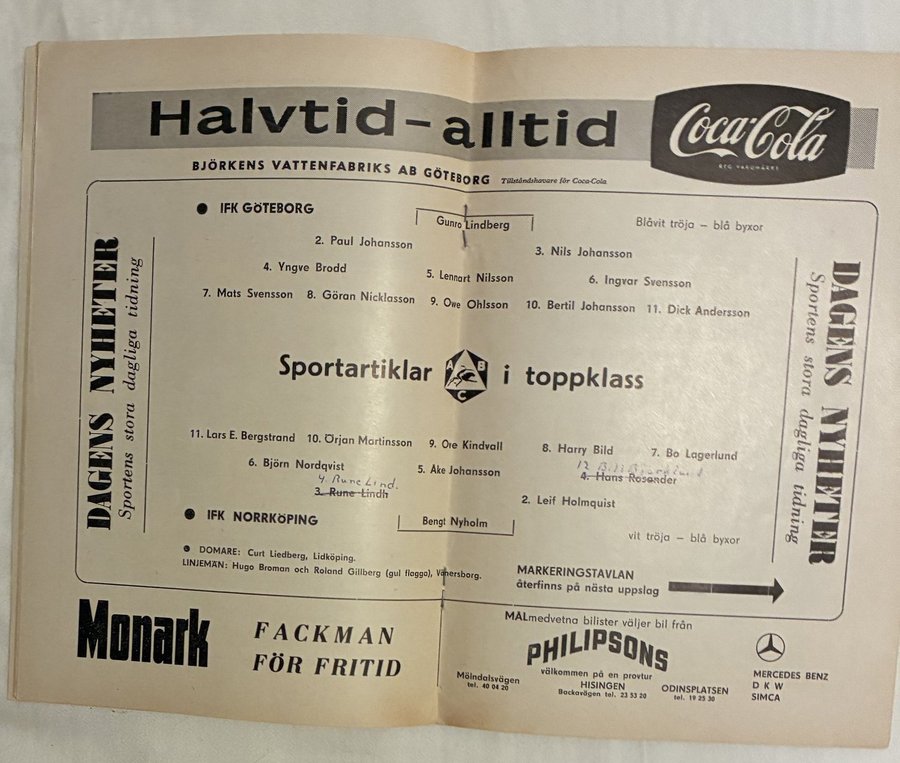 Halvtid-alltid
Coca-Cola
REG. VARUMÄRKE
BJÖRKENS VATTENFABRIKS AB GÖTEBORG Tillståndshavare för Coca-Cola
DAGENS NYHETER
Sportens stora dagliga tidning
● IFK GÖTEBORG
Gunro Lindberg
Blåvit tröja – blå byxor
2. Paul Johansson
3. Nils Johansson
4. Yngve Brodd
5. Lennart Nilsson
6. Ingvar Svensson
7. Mats Svensson 8. Göran Nicklasson 9. Owe Ohlsson 10. Bertil Johansson 11. Dick Andersson
Sportartiklar ABC i toppklass
11. Lars E. Bergstrand 10. Örjan Martinsson 9. Ove Kindvall 8. Harry Bild 7. Bo Lagerlund
6. Björn Nordqvist
5. Åke Johansson
12 Bill Björklund
4. Hans Rosander
4 Rune Lind.
3. Rune Lindh
2. Leif Holmquist
● IFK NORRKÖPING
Bengt Nyholm
vit tröja – blå byxor
● DOMARE: Curt Liedberg, Lidköping.
LINJEMÄN: Hugo Broman och Roland Gillberg (gul flagga), Vänersborg.
MARKERINGSTAVLAN
återfinns på nästa uppslag
DAGENS NYHETER
Sportens stora dagliga tidning
Monark
FACKMAN
FÖR FRITID
MÅLmedvetna bilister väljer bil från
PHILIPSONS
välkommen på en provtur
Mölndalsvägen
tel. 40 04 20
HISINGEN
Backavägen tel. 23 53 20
ODINSPLATSEN
tel. 19 25 30
MERCEDES BENZ
D K W
SIMCA